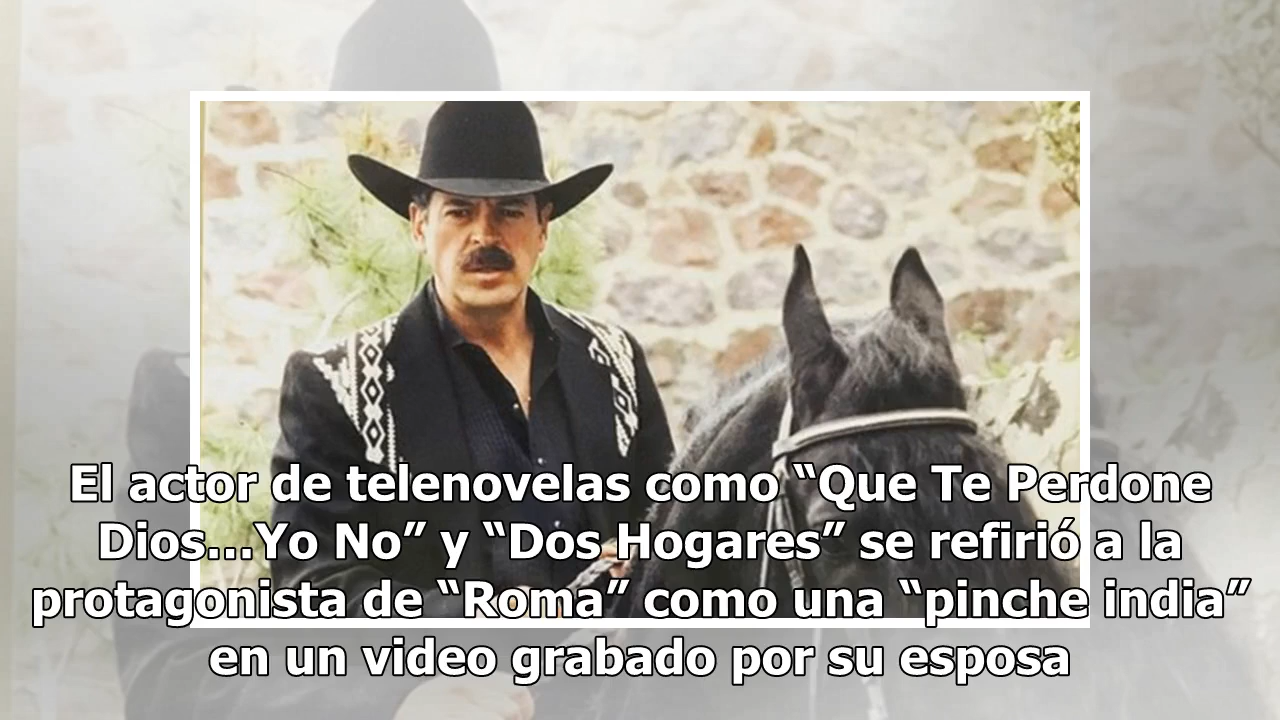 El actor de telenovelas como “Que Te Perdone
Dios...Yo No” y “Dos Hogares” se refirió a la
protagonista de “Roma” como una “pinche india”
en un video grabado por su esposa